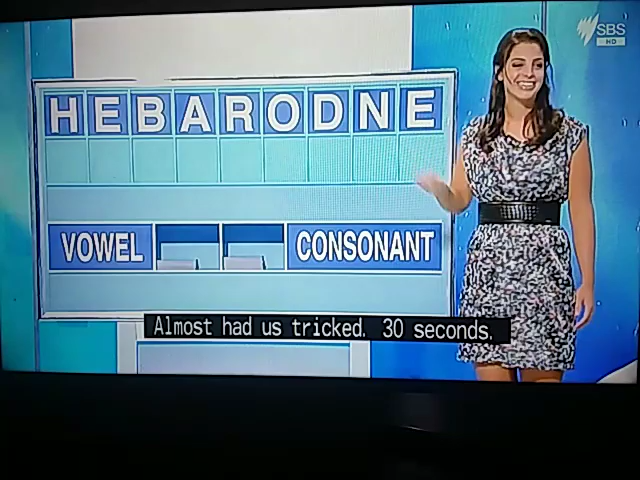 SBS
HD
HEBARODNE
VOWEL CONSONANT
Almost had us tricked. 30 seconds.